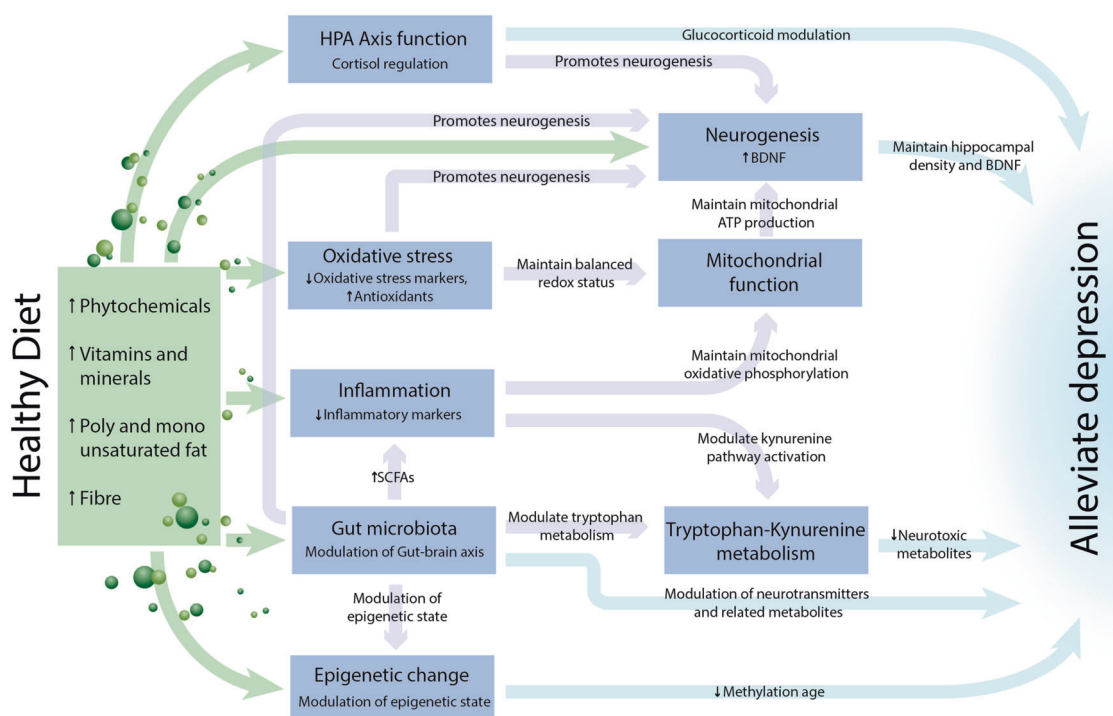 Healthy Diet
↑ Phytochemicals
↑ Vitamins and
minerals
↑ Poly and mono
unsaturated fat
↑ Fibre
HPA Axis function
Cortisol regulation
Glucocorticoid modulation
Promotes neurogenesis
Promotes neurogenesis
Promotes neurogenesis
Neurogenesis
↑BDNF
Maintain hippocampal
density and BDNF
Maintain mitochondrial
ATP production
Oxidative stress
↓Oxidative stress markers,
↑Antioxidants
Maintain balanced
redox status
Mitochondrial
function
Maintain mitochondrial
oxidative phosphorylation
Inflammation
↓Inflammatory markers
Modulate kynurenine
pathway activation
↑SCFAs
Gut microbiota
Modulation of Gut-brain axis
Modulate tryptophan
metabolism
Tryptophan-Kynurenine
metabolism
↓Neurotoxic
metabolites
Modulation of neurotransmitters
and related metabolites
Modulation of
epigenetic state
Epigenetic change
Modulation of epigenetic state
↓Methylation age
Alleviate depression